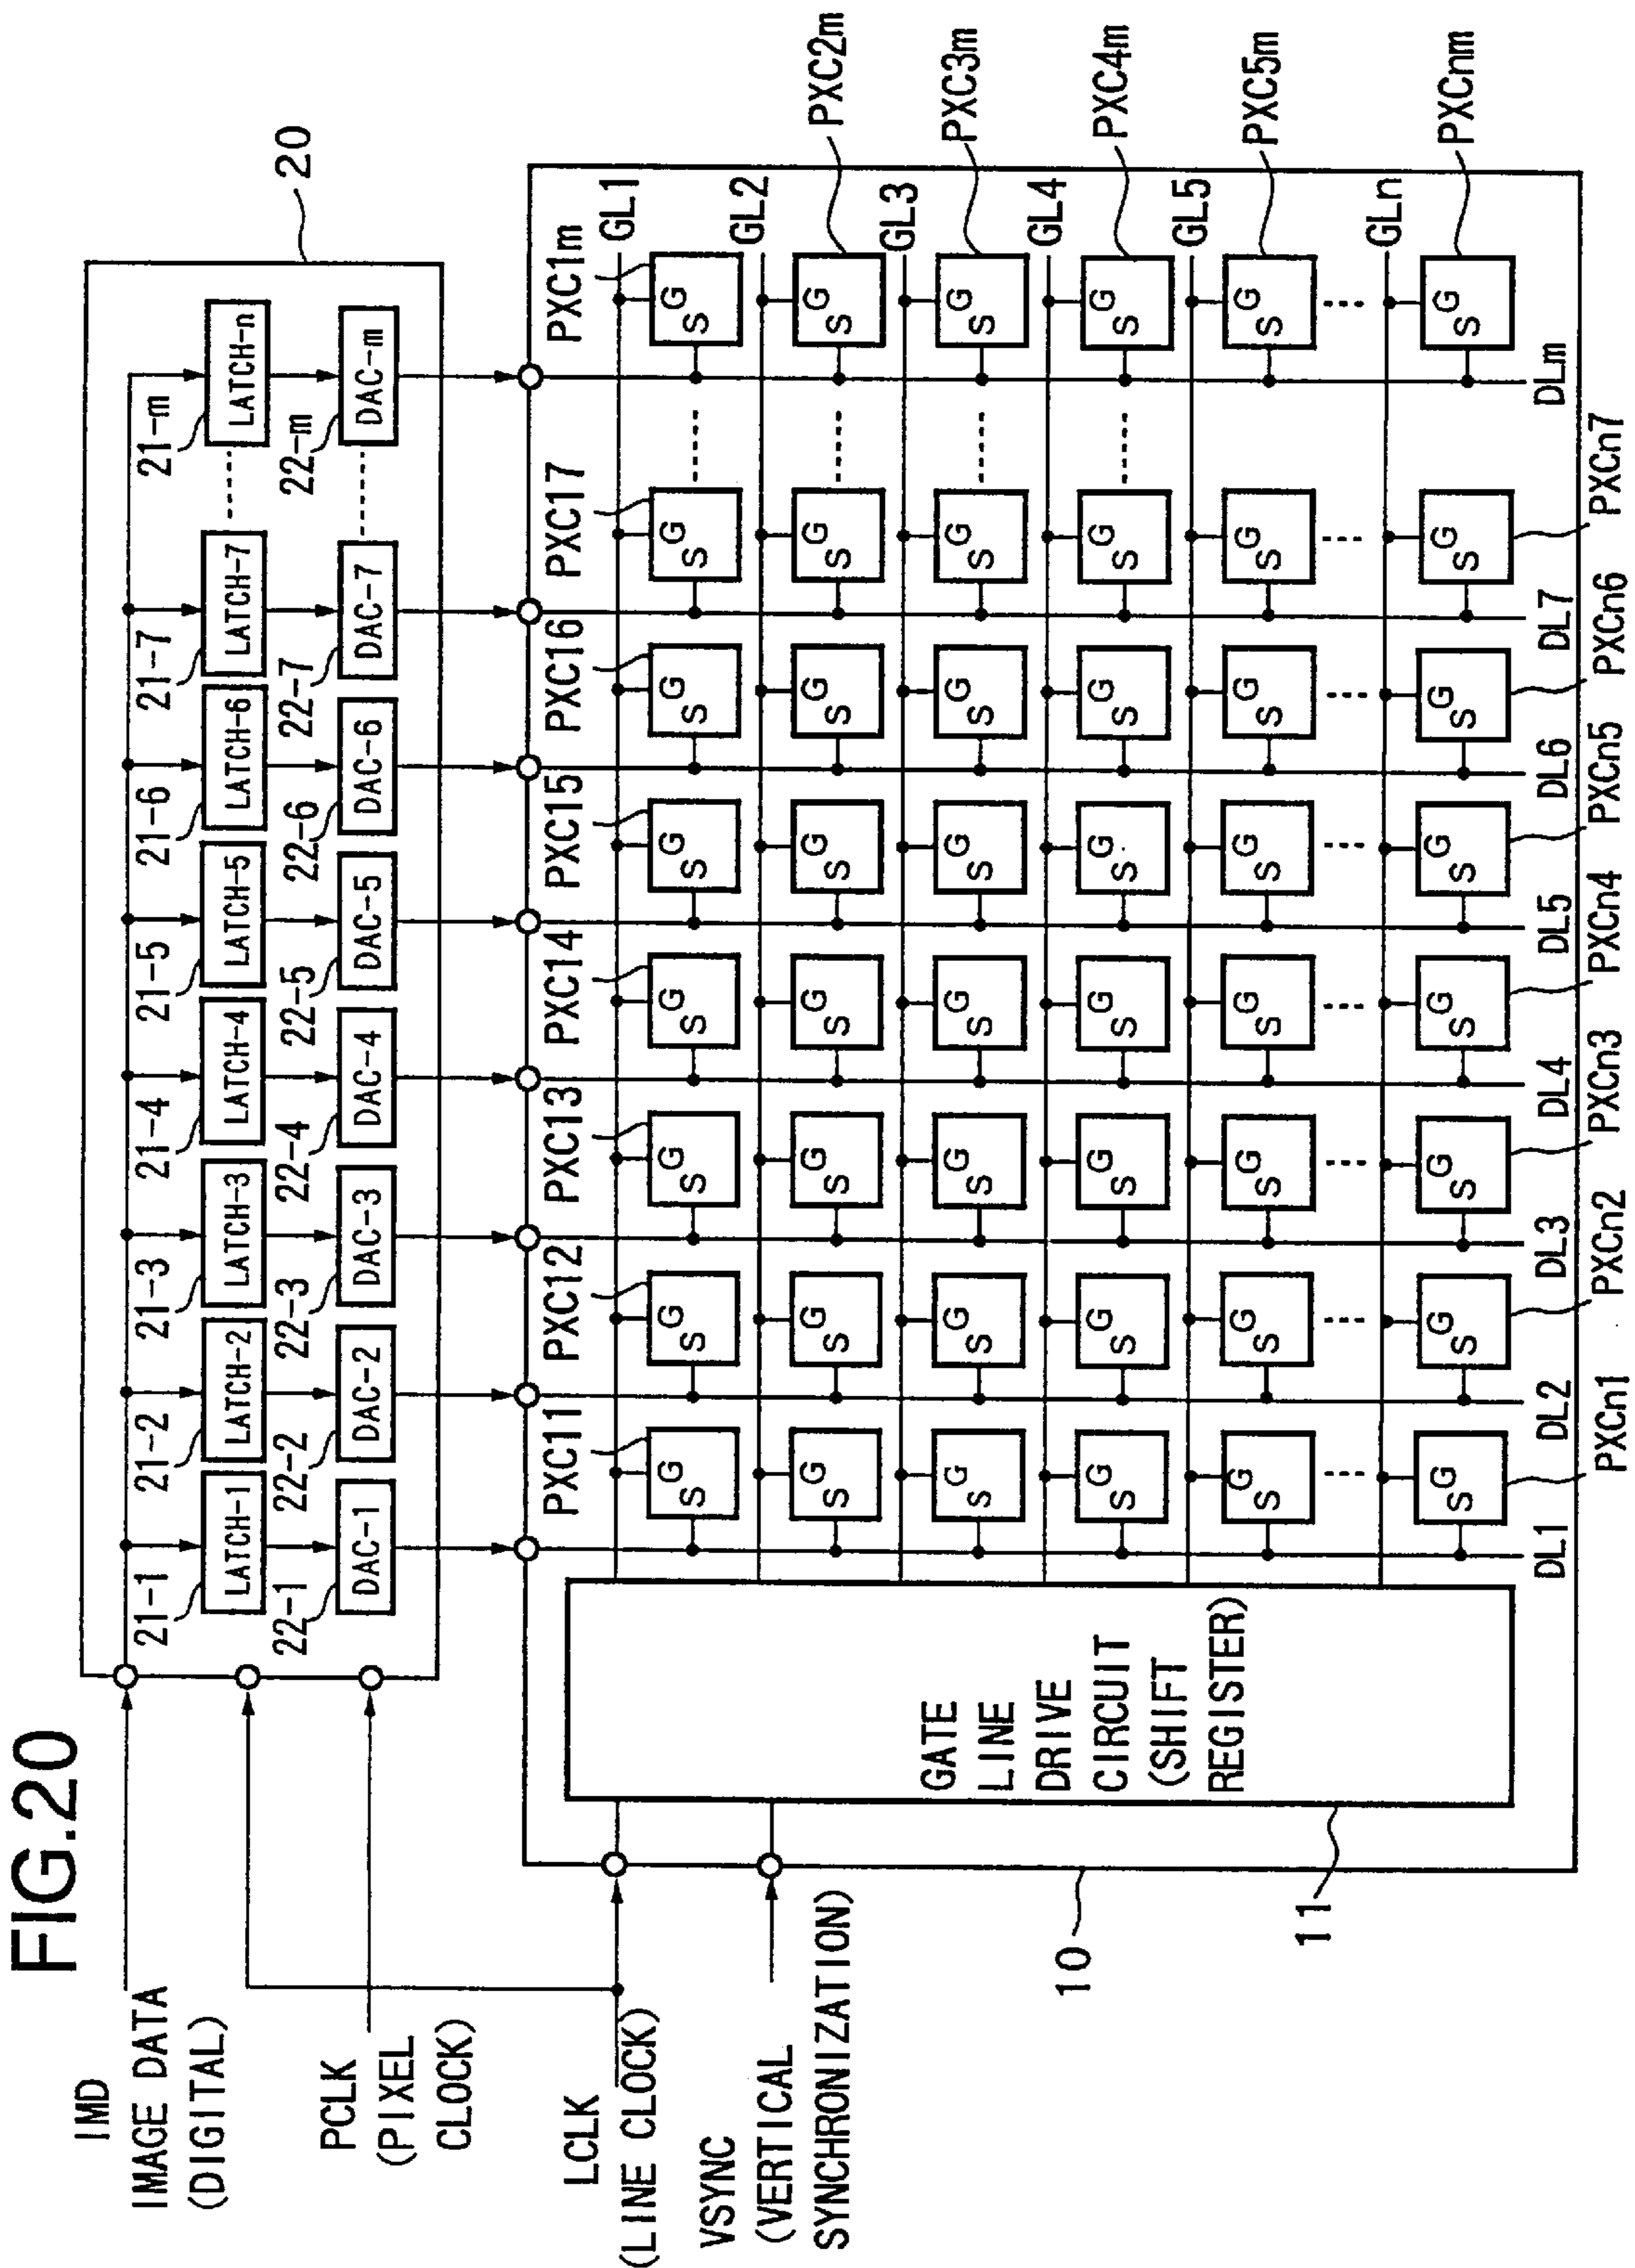 FIG.20
IMD
IMAGE DATA
(DIGITAL)
PCLK
(PIXEL
CLOCK)
LCLK
(LINE CLOCK)
VSYNC
(VERTICAL
SYNCHRONIZATION)
20
21-1
21-2
21-3
21-4
21-5
21-6
21-7
21-m
LATCH-1
LATCH-2
LATCH-3
LATCH-4
LATCH-5
LATCH-6
LATCH-7
LATCH-n
22-1
22-2
22-3
22-4
22-5
22-6
22-7
22-m
DAC-1
DAC-2
DAC-3
DAC-4
DAC-5
DAC-6
DAC-7
DAC-m
PXC11
PXC12
PXC13
PXC14
PXC15
PXC16
PXC17
PXC1m
GL1
G S G S G S G S G S G S G S G S
GL2
PXC2m
G S G S G S G S G S G S G S G S
GL3
PXC3m
G S G S G S G S G S G S G S G S
GL4
PXC4m
G S G S G S G S G S G S G S G S
GL5
PXC5m
G S G S G S G S G S G S G S G S
GLn
PXCnm
G S G S G S G S G S G S G S G S
GATE
LINE
DRIVE
CIRCUIT
(SHIFT
REGISTER)
10
11
DL1
DL2
DL3
DL4
DL5
DL6
DL7
DLm
PXCn1
PXCn2
PXCn3
PXCn4
PXCn5
PXCn6
PXCn7